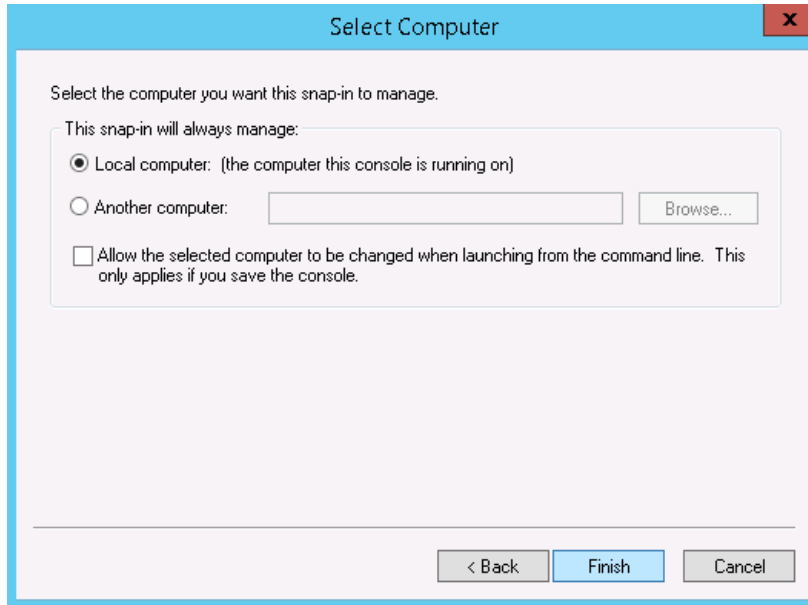 Select Computer
x
Select the computer you want this snap-in to manage.
This snap-in will always manage:
Local computer: (the computer this console is running on)
Another computer:
Browse...
Allow the selected computer to be changed when launching from the command line. This
only applies if you save the console.
< Back
Finish
Cancel